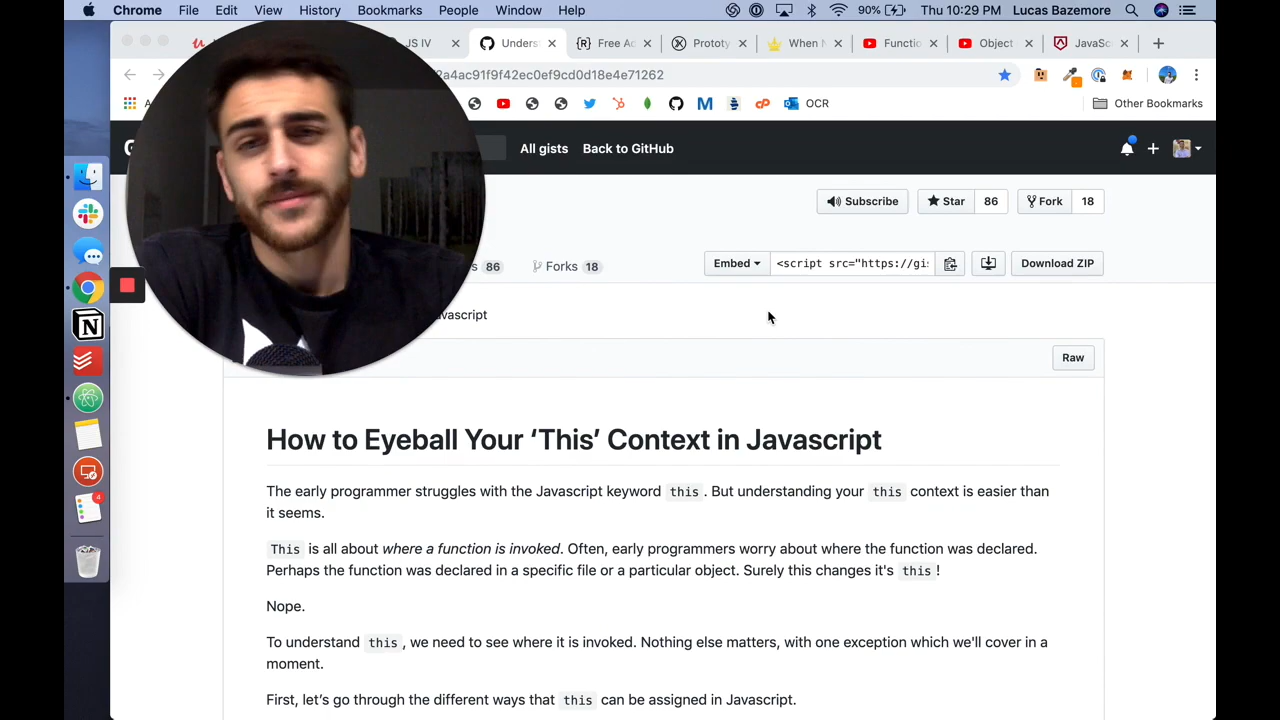 Chrome File Edit View History Bookmarks People Window Help 90% Thu 10:29 PM Lucas Bazemore
JS IV Underst Free Ac Prototy When N Functio Object JavaSc
2a4ac91f9f42ec0ef9cd0d18e4e71262
OCR Other Bookmarks
All gists Back to GitHub
Subscribe Star 86 Fork 18
86 Forks 18 Embed <script src="https://gi Download ZIP
avascript
Raw
How to Eyeball Your ‘This’ Context in Javascript
The early programmer struggles with the Javascript keyword this. But understanding your this context is easier than
it seems.
This is all about where a function is invoked. Often, early programmers worry about where the function was declared.
Perhaps the function was declared in a specific file or a particular object. Surely this changes it's this!
Nope.
To understand this, we need to see where it is invoked. Nothing else matters, with one exception which we'll cover in a
moment.
First, let’s go through the different ways that this can be assigned in Javascript.
4